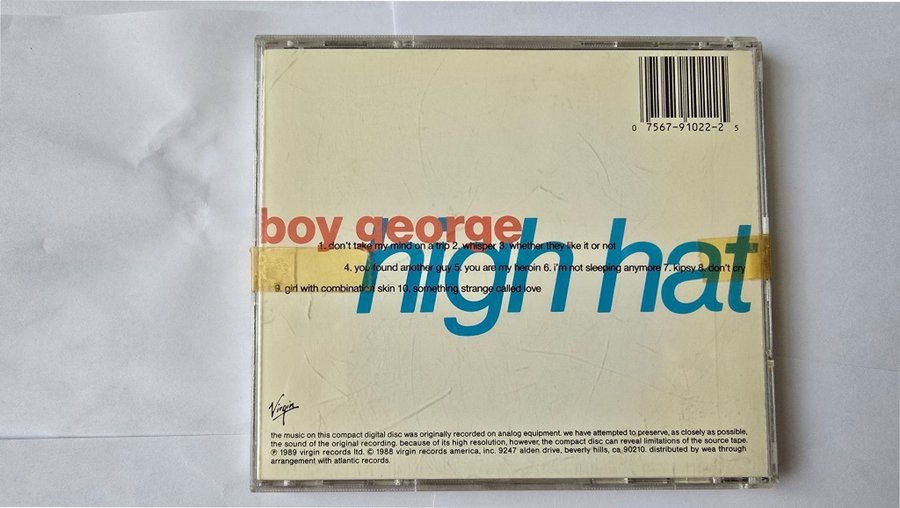 0 7567-91022-2 5
boy george
high hat
1. don't take my mind on a trip 2. whisper 3. whether they like it or not
4. you found another guy 5. you are my heroin 6. i'm not sleeping anymore 7. kipsy 8. don't cry
9. girl with combination skin 10. something strange called love
Virgin
the music on this compact digital disc was originally recorded on analog equipment. we have attempted to preserve, as closely as possible,
the sound of the original recording. because of its high resolution, however, the compact disc can reveal limitations of the source tape.
℗ 1989 virgin records ltd. © 1988 virgin records america, inc. 9247 alden drive, beverly hills, ca 90210. distributed by wea through
arrangement with atlantic records.